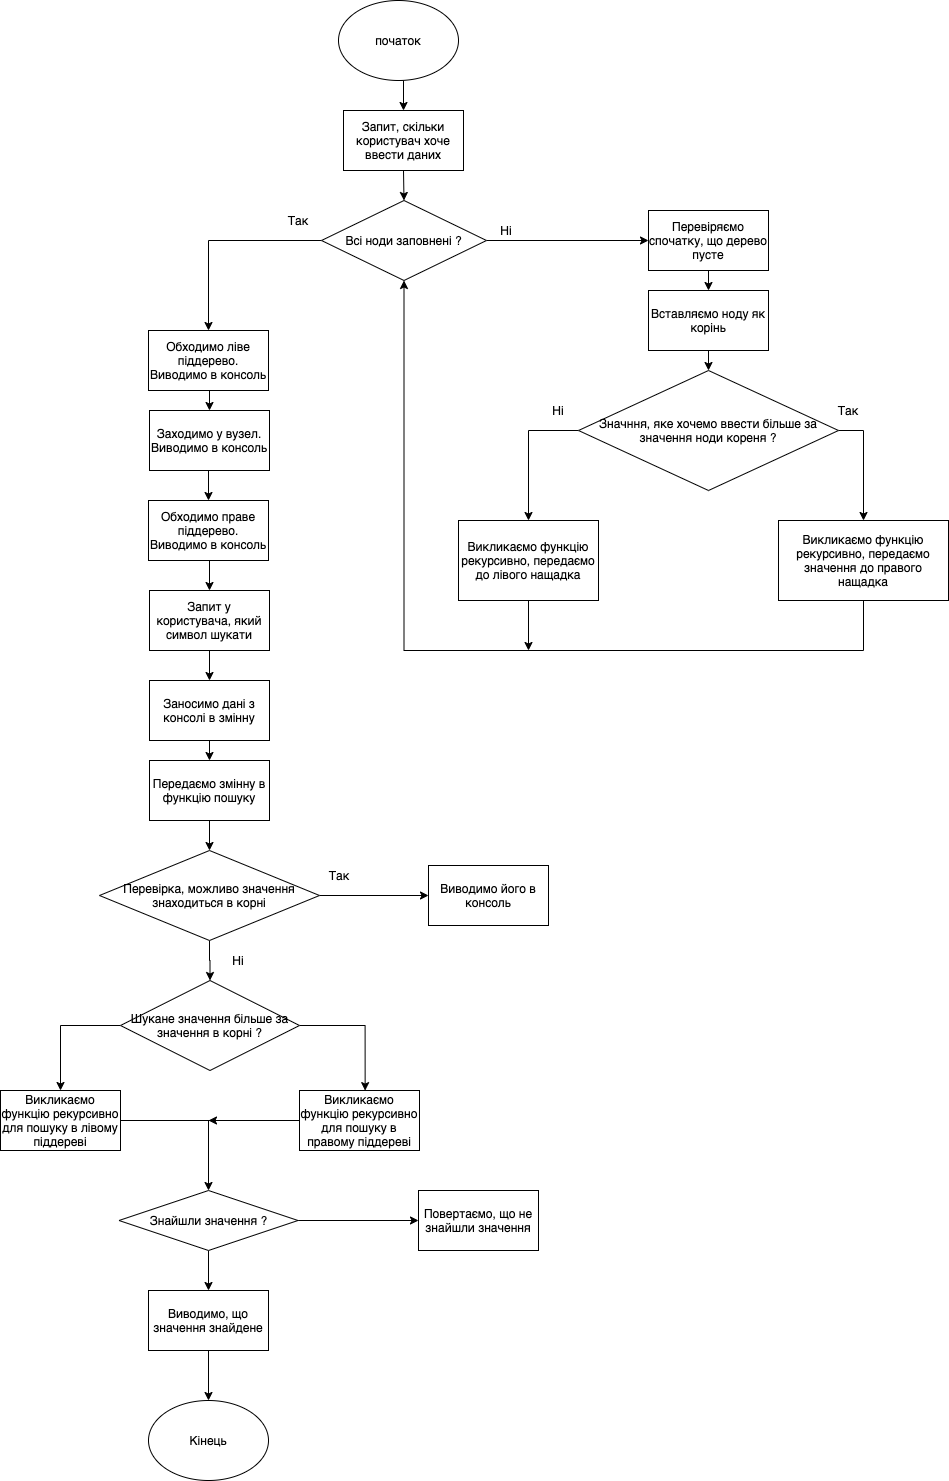 початок
Запит, скільки
користувач хоче
ввести даних
Так
Всі ноди заповнені ?
Ні
Перевіряємо
спочатку, що дерево
пусте
Вставляємо ноду як
корінь
Ні
Так
Значння, яке хочемо ввести більше за
значення ноди кореня ?
Викликаємо функцію
рекурсивно, передаємо
до лівого нащадка
Викликаємо функцію
рекурсивно, передаємо
значення до правого
нащадка
Обходимо ліве
піддерево.
Виводимо в консоль
Заходимо у вузел.
Виводимо в консоль
Обходимо праве
піддерево.
Виводимо в консоль
Запит у
користувача, який
символ шукати
Заносимо дані з
консолі в змінну
Передаємо змінну в
функцію пошуку
Перевірка, можливо значення
знаходиться в корні
Так
Виводимо його в
консоль
Ні
Шукане значення більше за
значення в корні ?
Викликаємо
функцію рекурсивно
для пошуку в лівому
піддереві
Викликаємо
функцію рекурсивно
для пошуку в
правому піддереві
Знайшли значення ?
Повертаємо, що не
знайшли значення
Виводимо, що
значення знайдене
Кінець